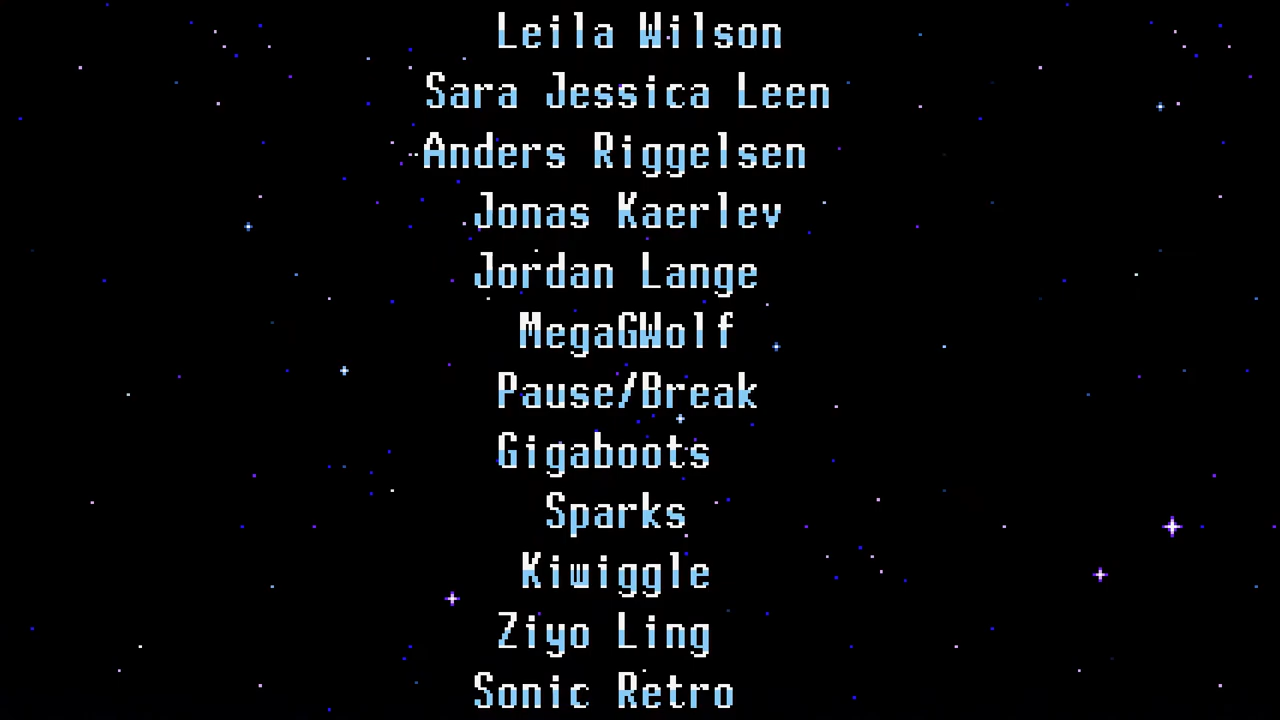 Leila Wilson
Sara Jessica Leen
Anders Riggelsen
Jonas Kaerlev
Jordan Lange
MegaGWolf
Pause/Break
Gigaboots
Sparks
Kiwiggle
Ziyo Ling
Sonic Retro